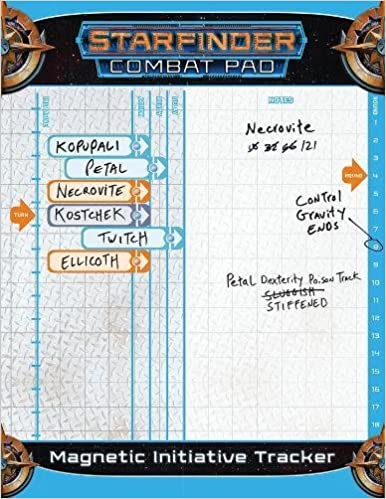 STARFINDER
COMBAT PAD
NOTES
ROUND
1
2
3
4
5
6
7
8
9
10
11
12
13
14
15
16
17
18
KOPUPALI
PETAL
NECROVITE
KOSTCHEK
TWITCH
ELLICOTH
TURN
ROUND
Necrovite
/21
CONTROL
GRAVITY
ENDS
Petal Dexterity Poison Track
SLUGGISH
STIFFENED
Magnetic Initiative Tracker